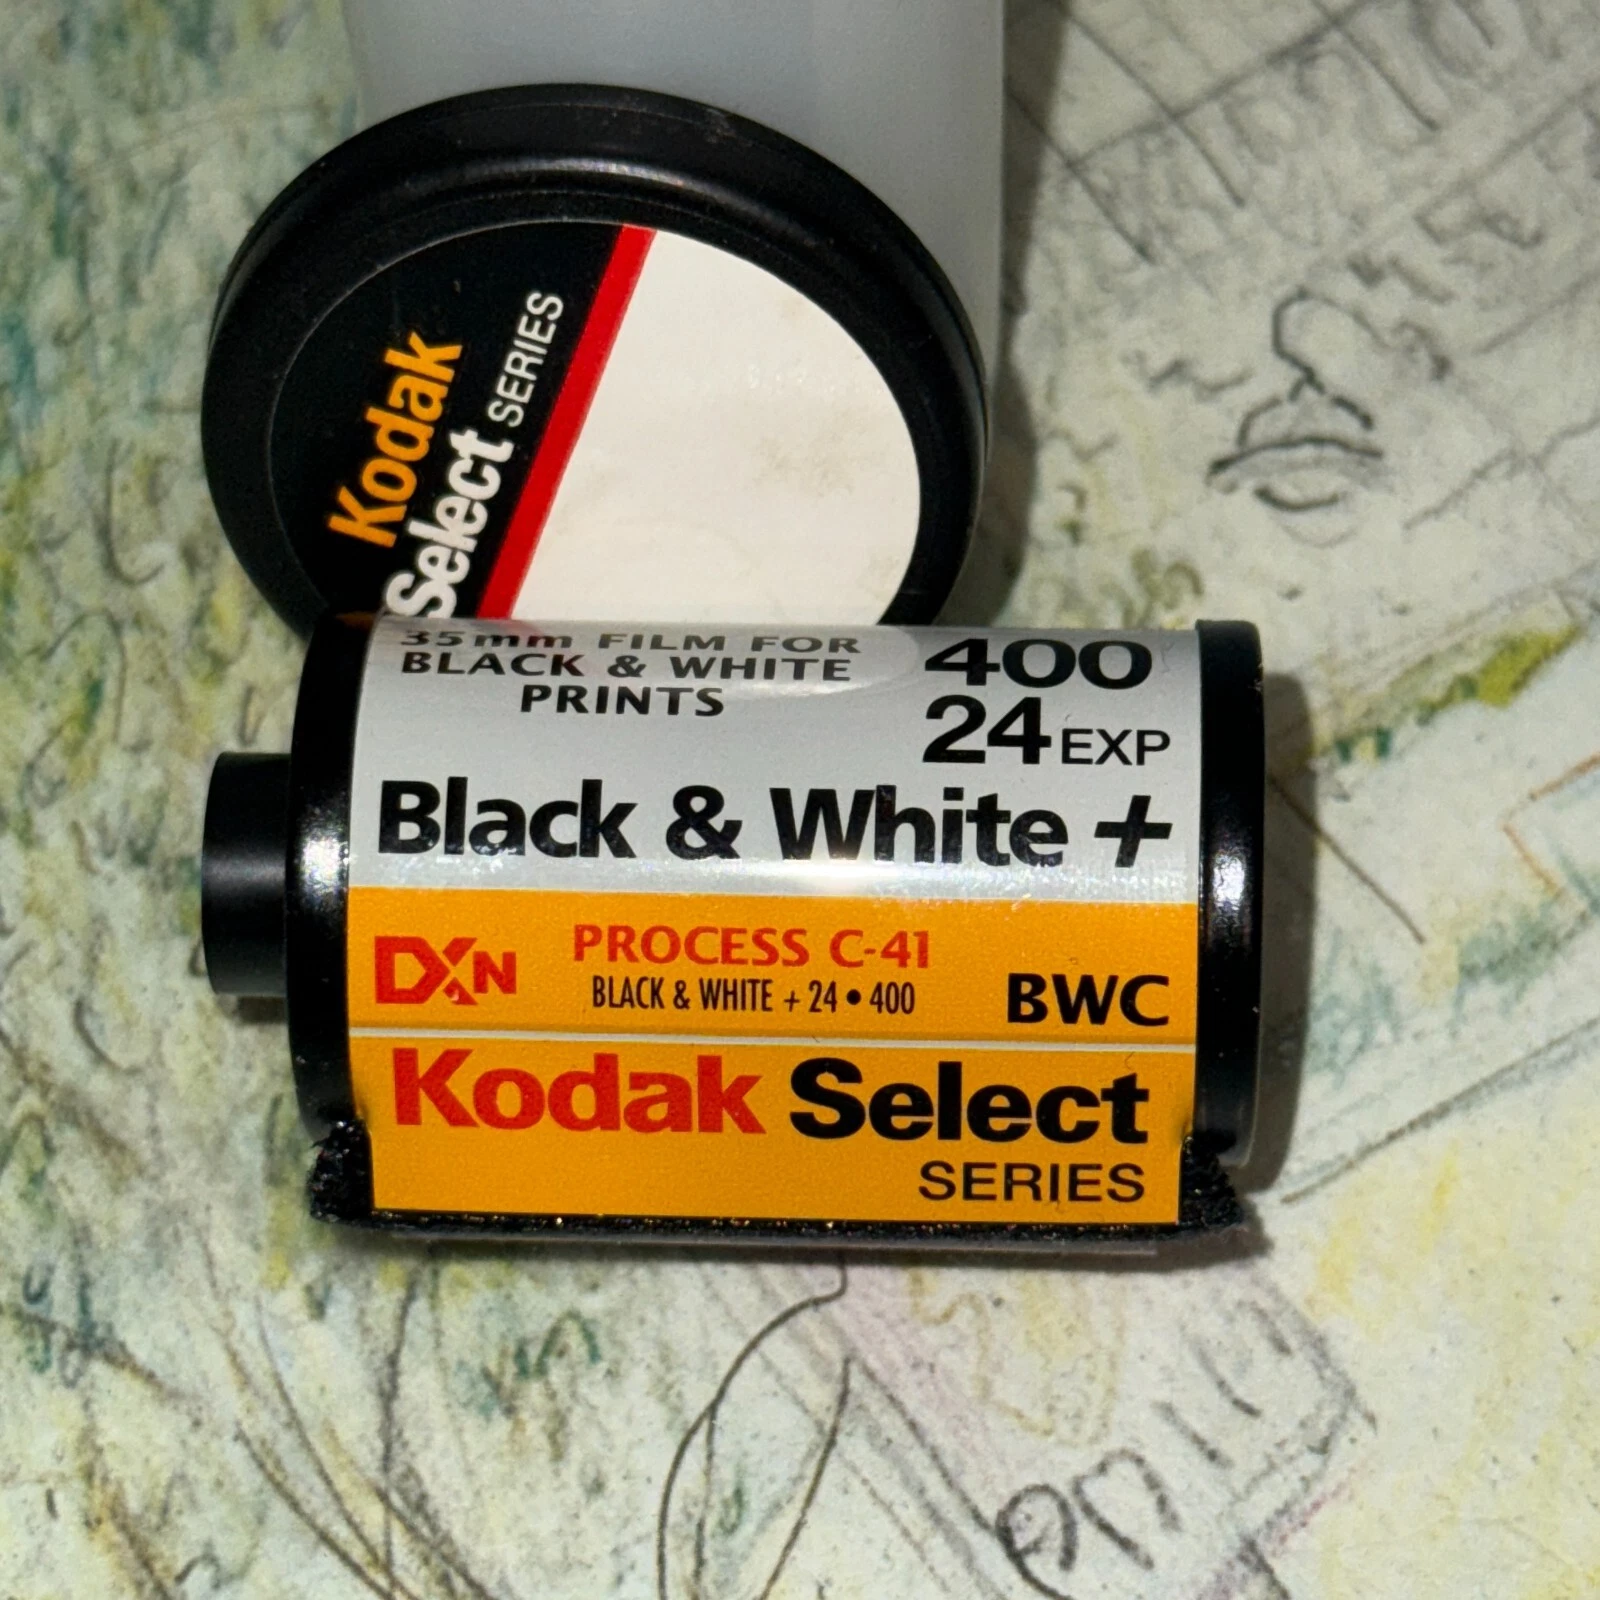 Kodak
Select SERIES
35mm FILM FOR
BLACK & WHITE
PRINTS
400
24 EXP
Black & White +
DXN
PROCESS C-41
BLACK & WHITE + 24 • 400
BWC
Kodak Select
SERIES